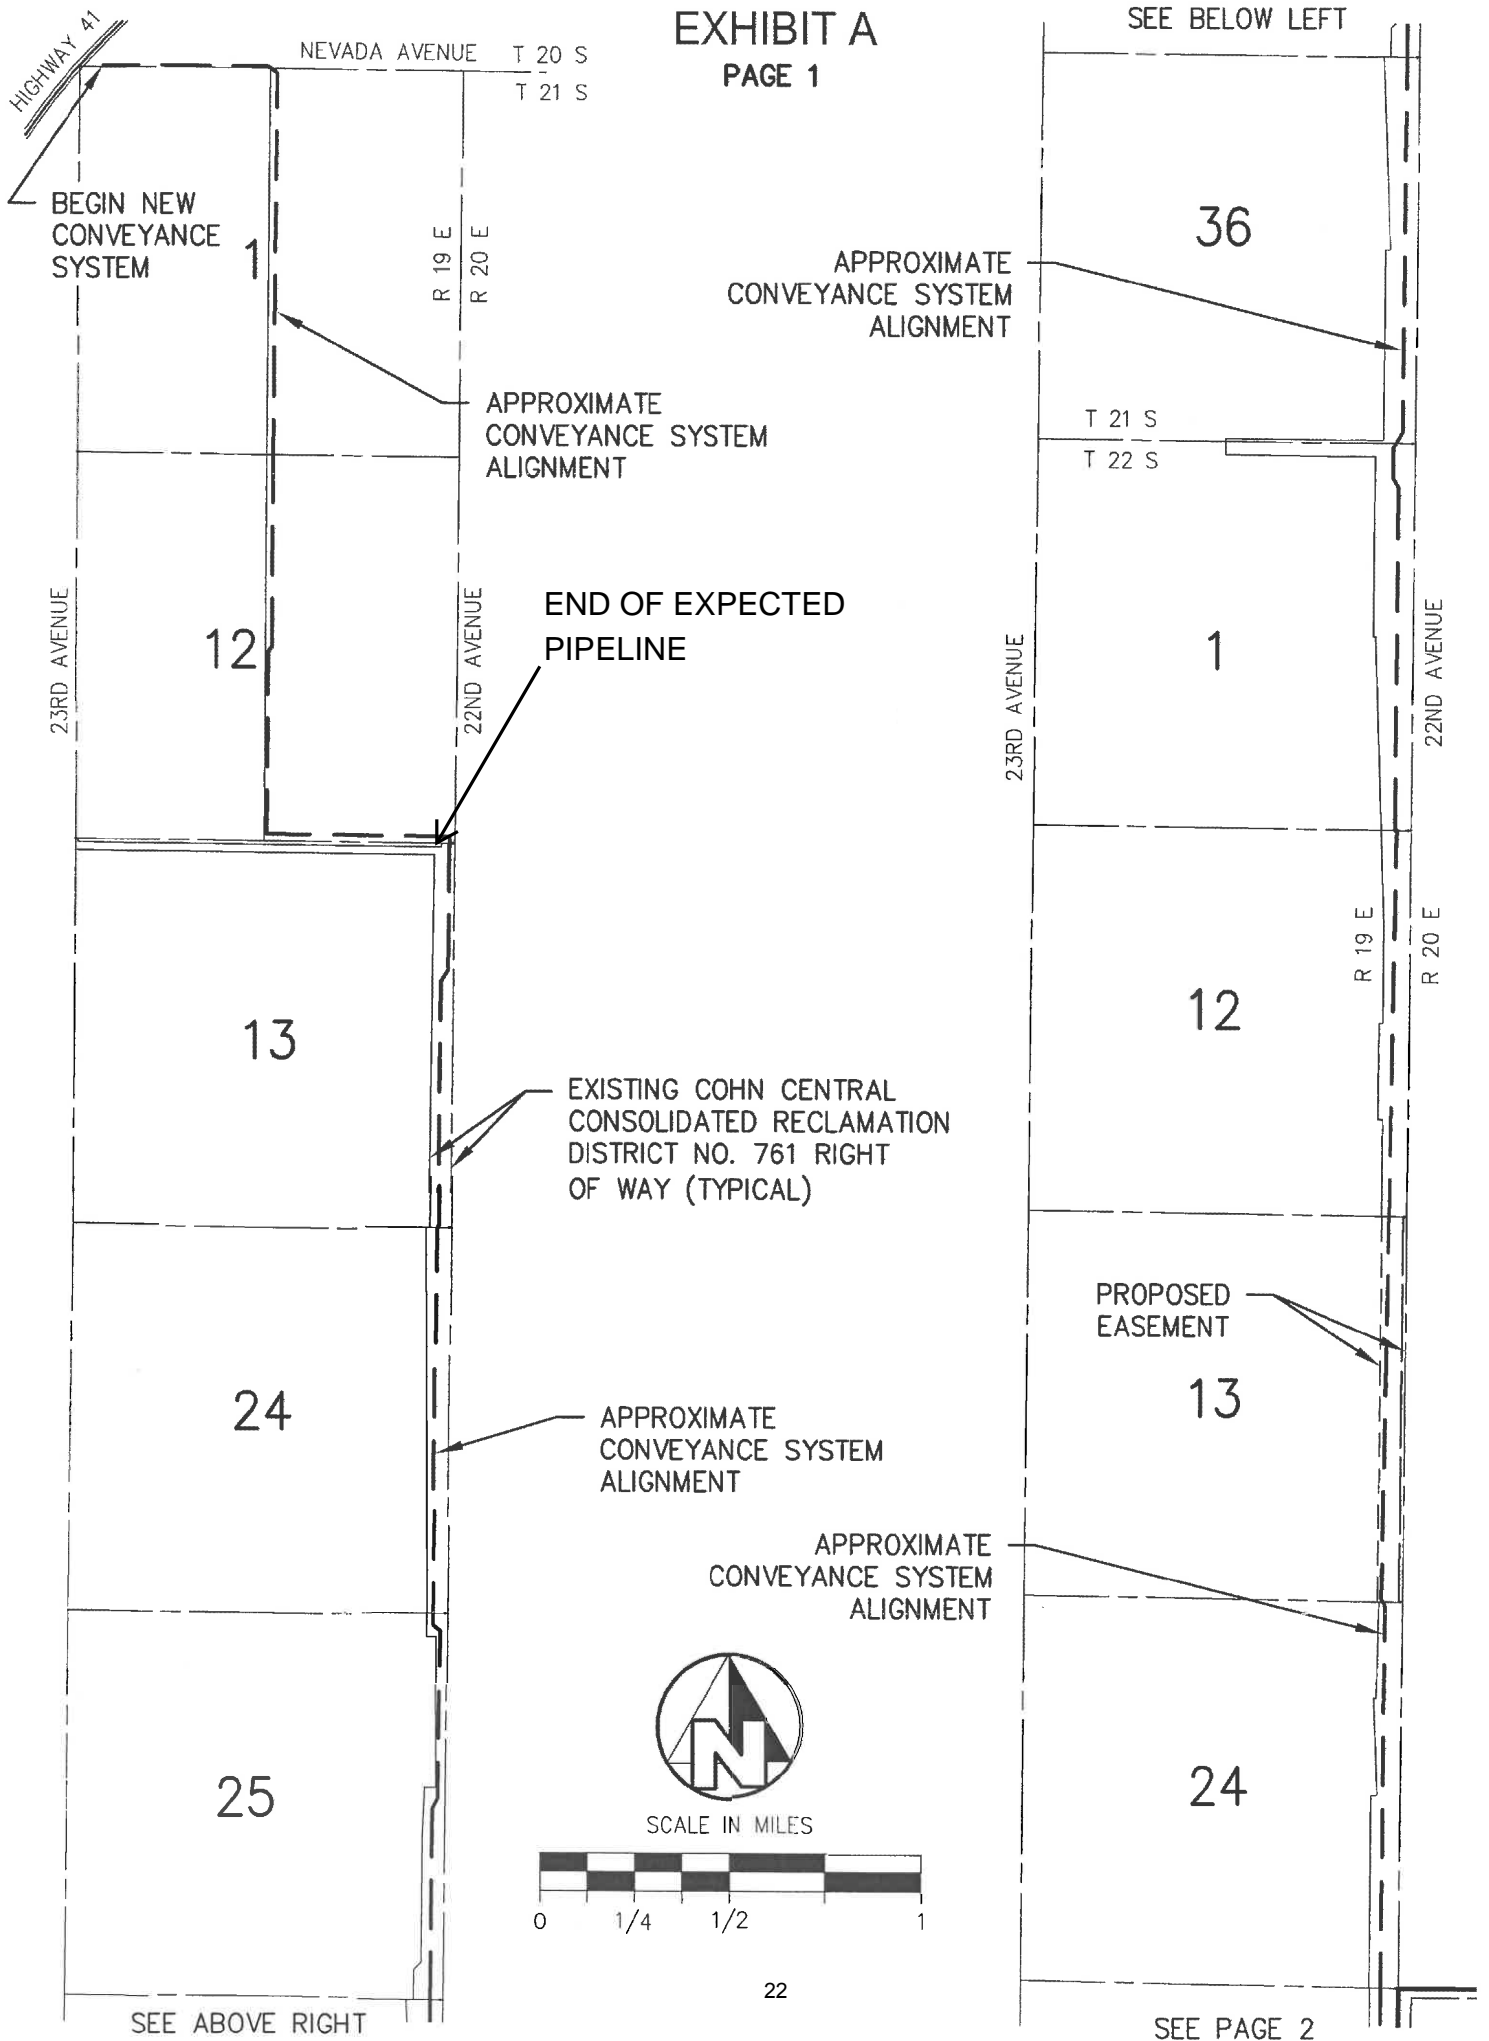 EXHIBIT A
PAGE 1
HIGHWAY 41
NEVADA AVENUE
T 20 S
T 21 S
BEGIN NEW
CONVEYANCE
SYSTEM
1
R 19 E
R 20 E
APPROXIMATE
CONVEYANCE SYSTEM
ALIGNMENT
23RD AVENUE
12
22ND AVENUE
END OF EXPECTED
PIPELINE
13
EXISTING COHN CENTRAL
CONSOLIDATED RECLAMATION
DISTRICT NO. 761 RIGHT
OF WAY (TYPICAL)
24
APPROXIMATE
CONVEYANCE SYSTEM
ALIGNMENT
25
SEE ABOVE RIGHT
SEE BELOW LEFT
36
APPROXIMATE
CONVEYANCE SYSTEM
ALIGNMENT
T 21 S
T 22 S
23RD AVENUE
1
22ND AVENUE
R 19 E
R 20 E
12
PROPOSED
EASEMENT
13
APPROXIMATE
CONVEYANCE SYSTEM
ALIGNMENT
24
SEE PAGE 2
N
SCALE IN MILES
0 1/4 1/2 1
22